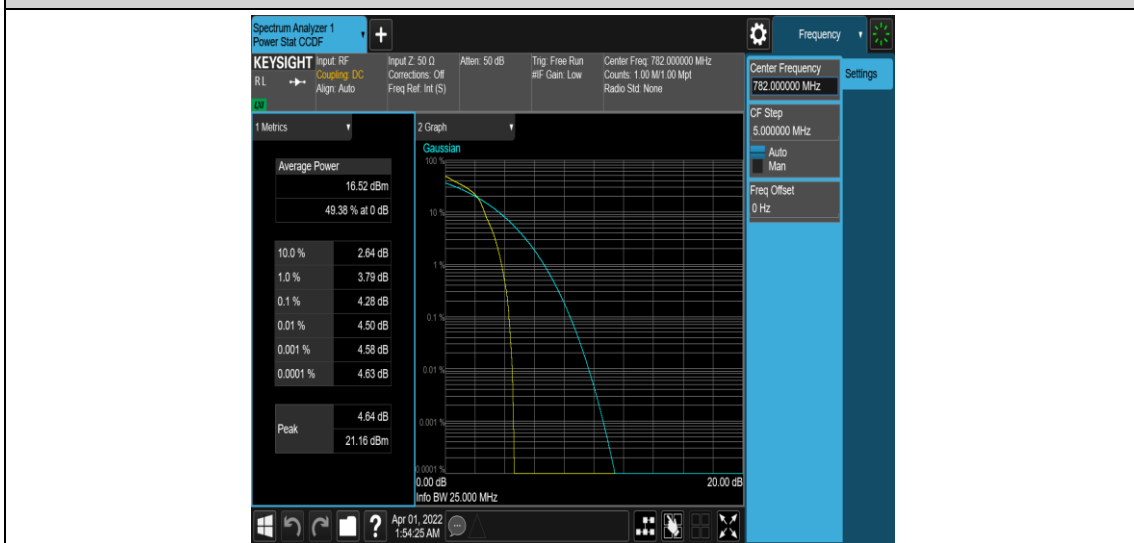 Spectrum Analyzer 1
Power Stat CCDF
+
Frequency
KEYSIGHT
RL
LXI
Input: RF
Coupling: DC
Align: Auto
Input Z: 50 Ω
Corrections: Off
Freq Ref: Int (S)
Atten: 50 dB
Trig: Free Run
#IF Gain: Low
Center Freq: 782.000000 MHz
Counts: 1.00 M/1.00 Mpt
Radio Std: None
Center Frequency
782.000000 MHz
Settings
CF Step
5.000000 MHz
Auto
Man
Freq Offset
0 Hz
1 Metrics
Average Power
16.52 dBm
49.38 % at 0 dB
10.0 % 2.64 dB
1.0 % 3.79 dB
0.1 % 4.28 dB
0.01 % 4.50 dB
0.001 % 4.58 dB
0.0001 % 4.63 dB
Peak
4.64 dB
21.16 dBm
2 Graph
Gaussian
100 %
10 %
1 %
0.1 %
0.01 %
0.001 %
0.0001 %
0.00 dB 20.00 dB
Info BW 25.000 MHz
?
Apr 01, 2022
1:54:25 AM